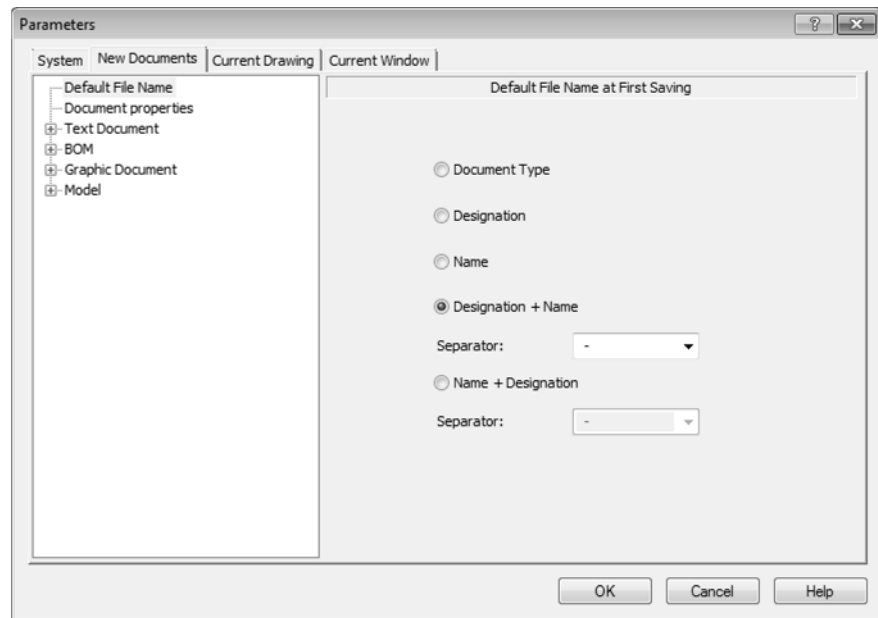 Parameters
System New Documents Current Drawing Current Window
Default File Name
Document properties
Text Document
BOM
Graphic Document
Model
Default File Name at First Saving
Document Type
Designation
Name
Designation + Name
Separator: -
Name + Designation
Separator: -
OK Cancel Help